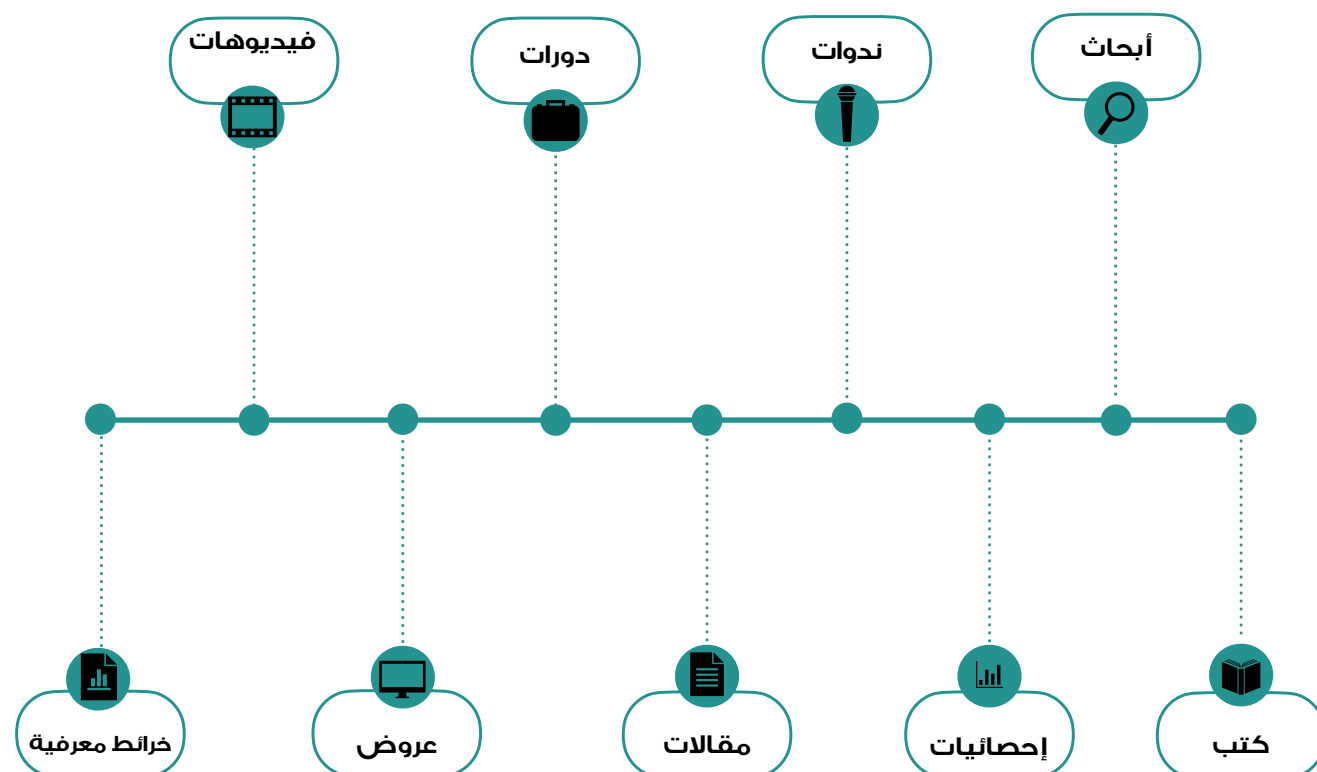 أبحاث
ندوات
دورات
فيديوهات
كتب
إحصائيات
مقالات
عروض
خرائط معرفية